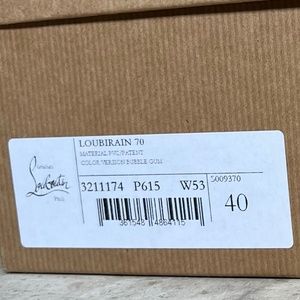 LOUBIRAIN 70
MATERIAL:PVC/PATENT
COLOR:VERSION BUBBLE GUM
Christian
Louboutin
Paris
3211174 P615 W53
5009370
40